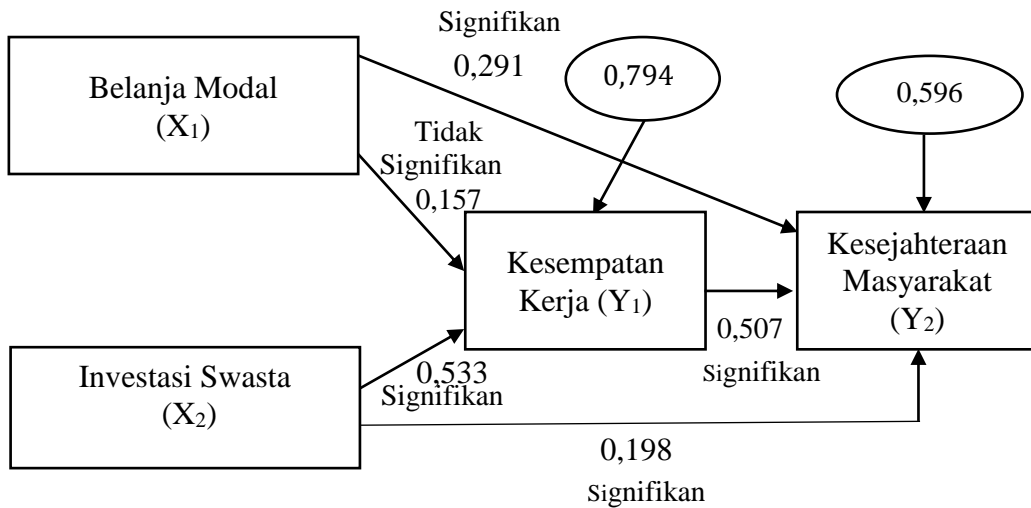 Signifikan
0,291
0,794
0,596
Belanja Modal
(X₁)
Tidak
Signifikan
0,157
Kesempatan
Kerja (Y₁)
Kesejahteraan
Masyarakat
(Y₂)
0,507
Signifikan
Investasi Swasta
(X₂)
0,533
Signifikan
0,198
Signifikan